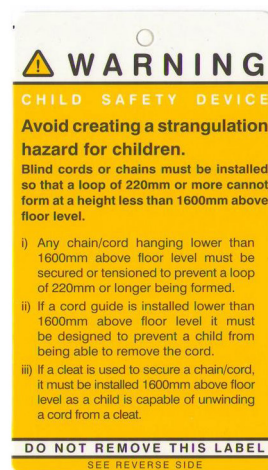 WARNING
CHILD SAFETY DEVICE
Avoid creating a strangulation
hazard for children.
Blind cords or chains must be installed
so that a loop of 220mm or more cannot
form at a height less than 1600mm above
floor level.
i) Any chain/cord hanging lower than
1600mm above floor level must be
secured or tensioned to prevent a loop
of 220mm or longer being formed.
ii) If a cord guide is installed lower than
1600mm above floor level it must
be designed to prevent a child from
being able to remove the cord.
iii) If a cleat is used to secure a chain/cord,
it must be installed 1600mm above floor
level as a child is capable of unwinding
a cord from a cleat.
DO NOT REMOVE THIS LABEL
SEE REVERSE SIDE